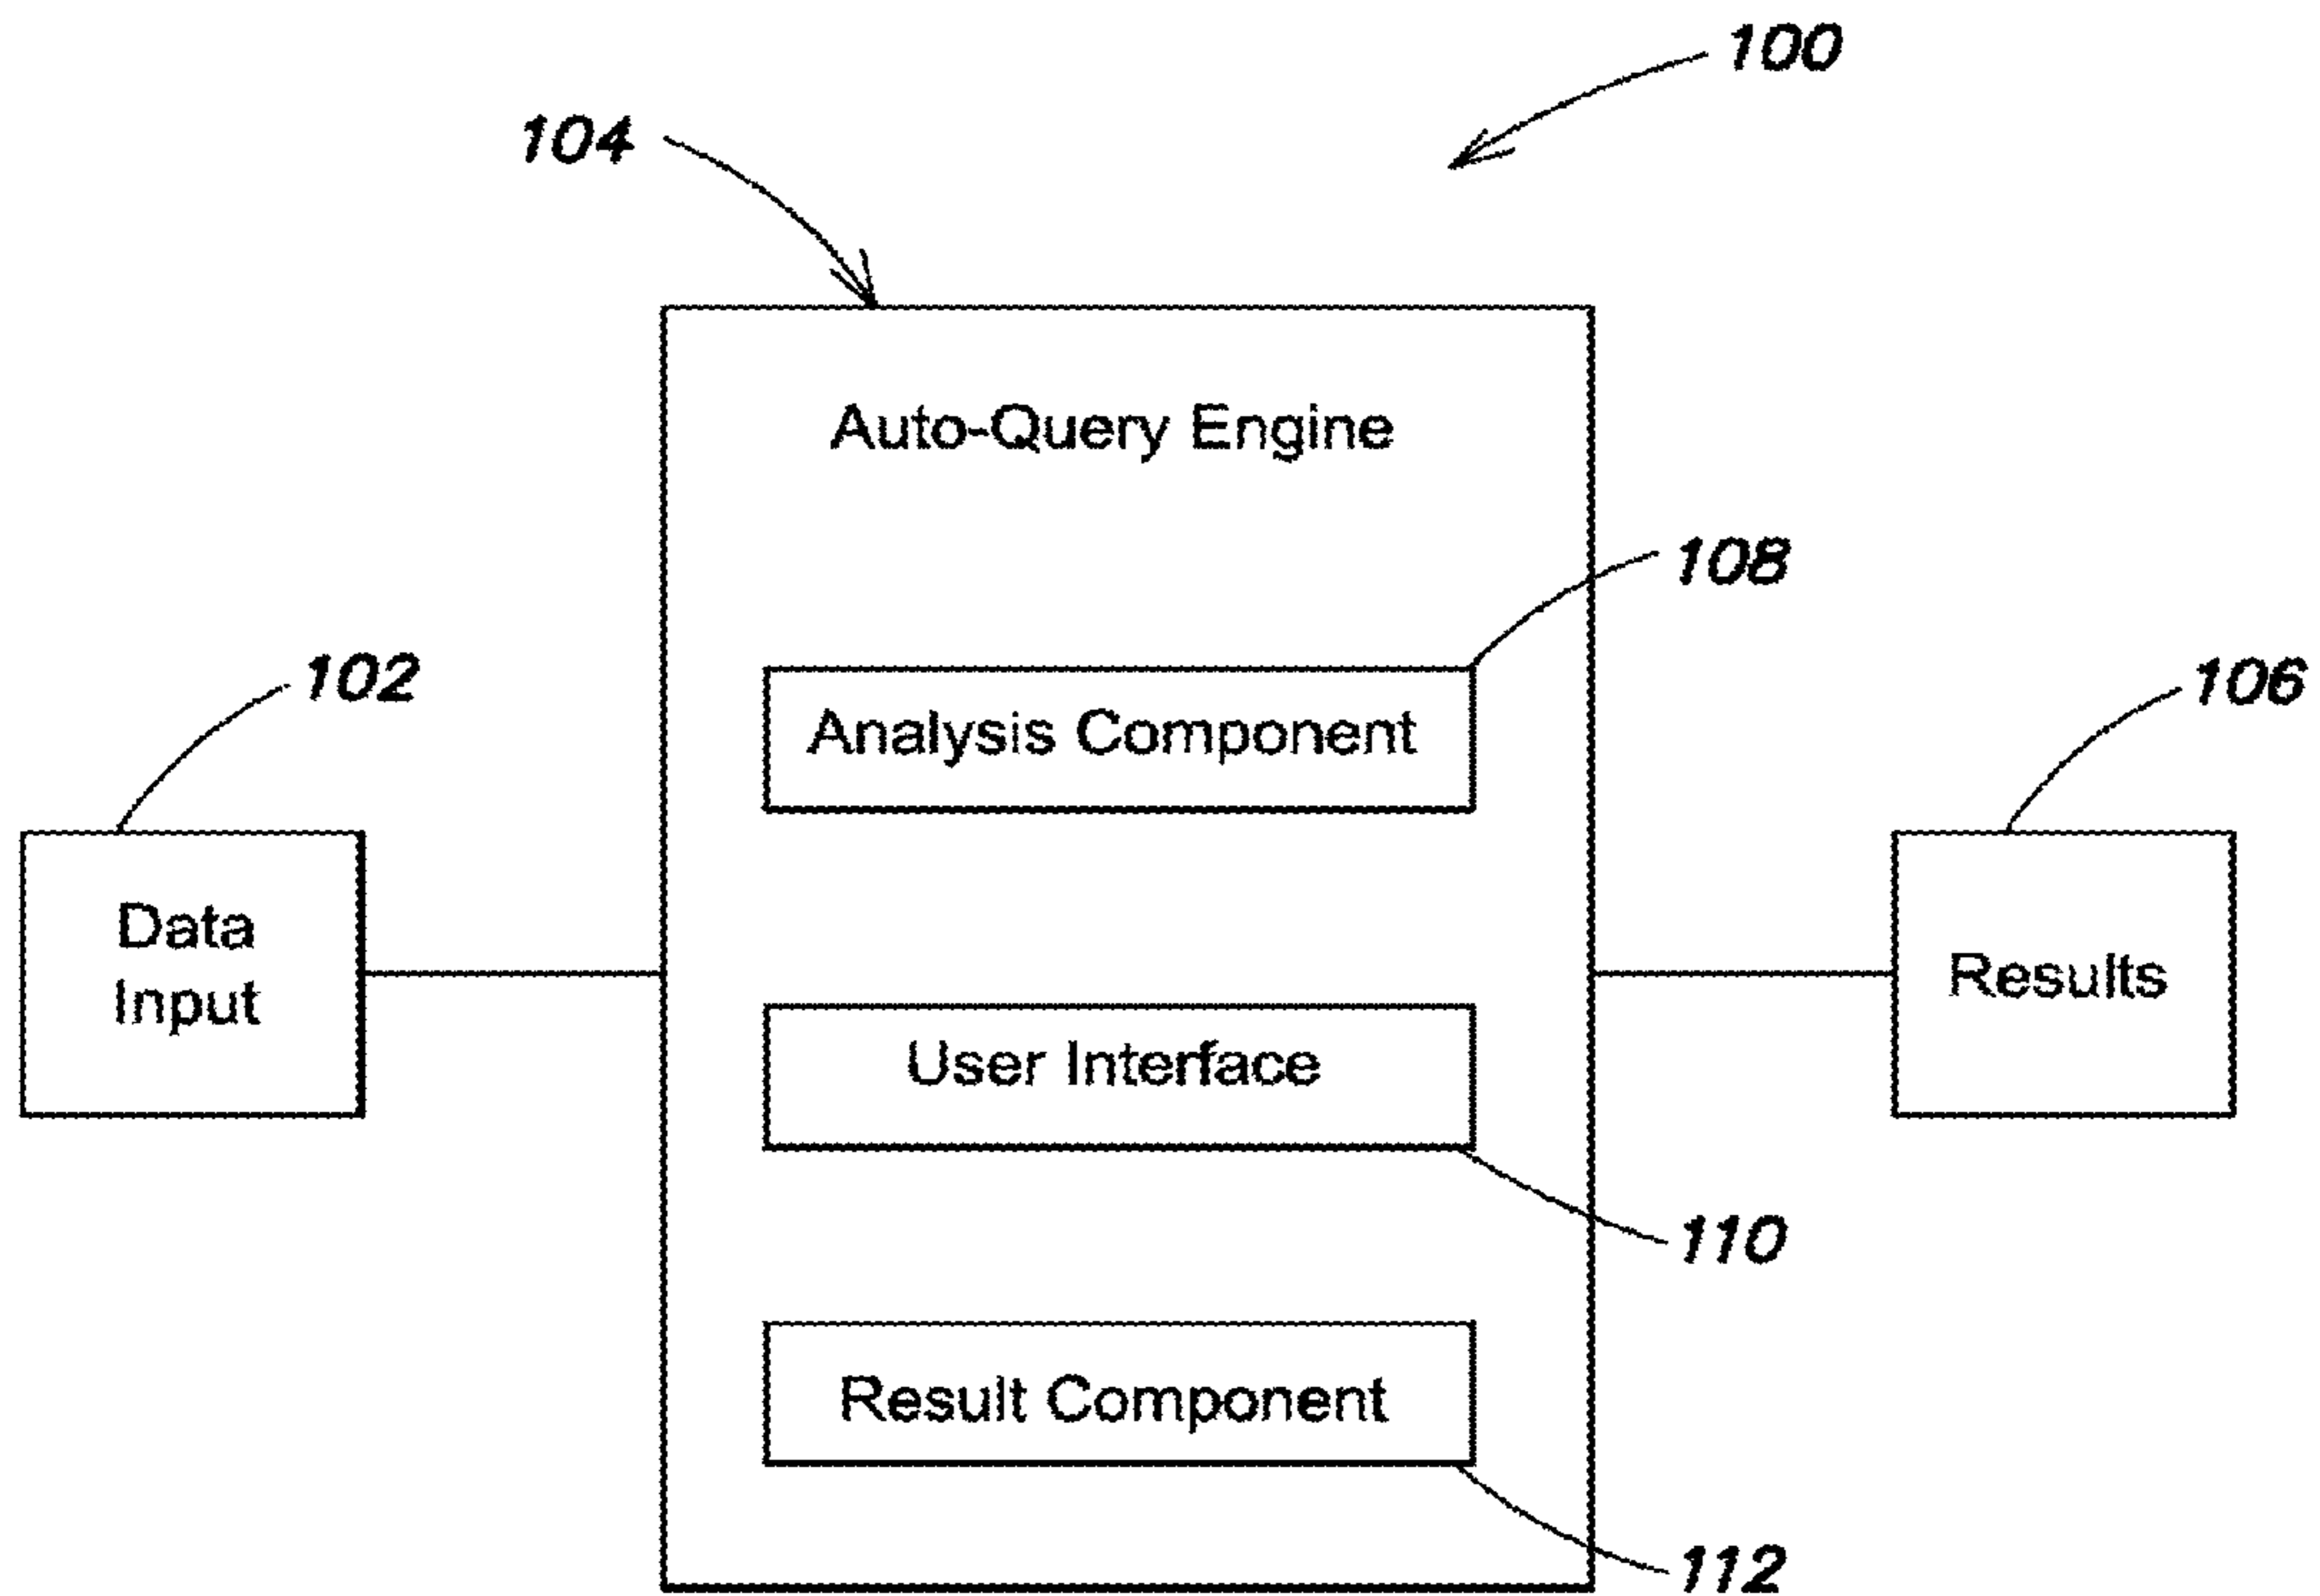 100
104
Auto-Query Engine
108
102
106
Analysis Component
Data
Input
Results
User Interface
110
Result Component
112